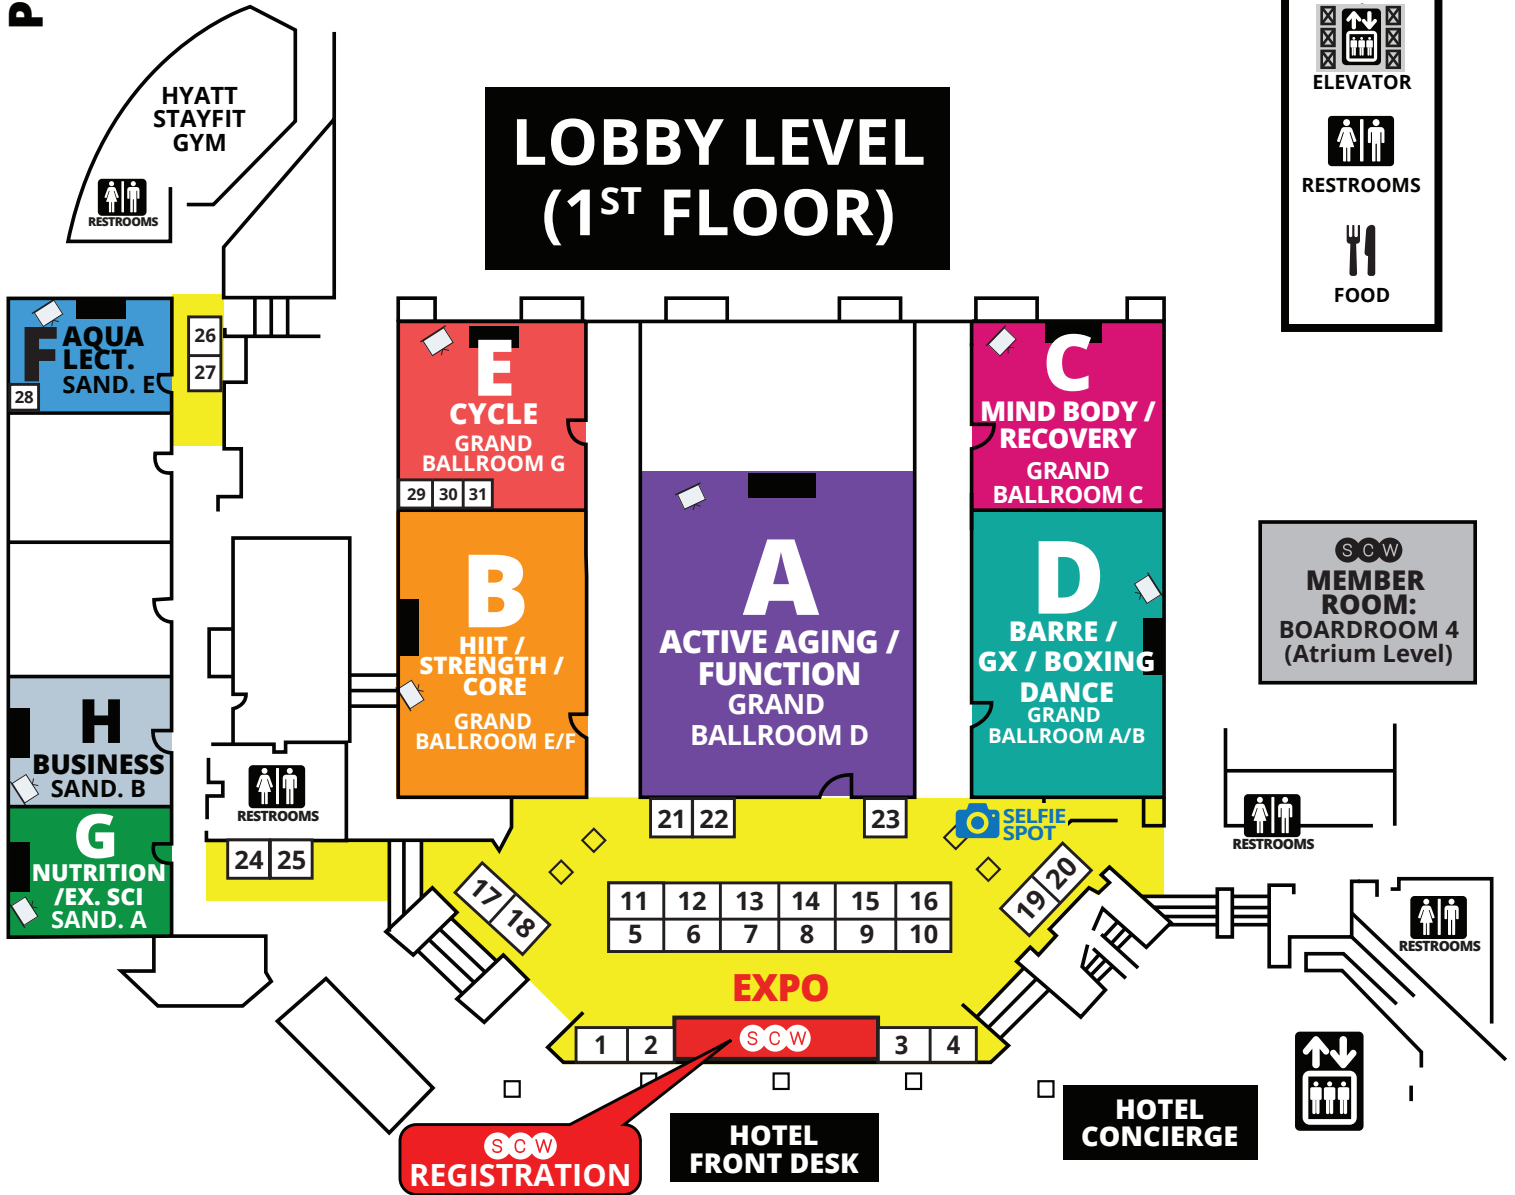 P
HYATT
STAYFIT
GYM
RESTROOMS
LOBBY LEVEL
(1ST FLOOR)
ELEVATOR
RESTROOMS
FOOD
F AQUA
LECT.
SAND. E
28
26
27
E
CYCLE
GRAND
BALLROOM G
29 30 31
C
MIND BODY /
RECOVERY
GRAND
BALLROOM C
B
HIIT /
STRENGTH /
CORE
GRAND
BALLROOM E/F
A
ACTIVE AGING /
FUNCTION
GRAND
BALLROOM D
D
BARRE /
GX / BOXING
DANCE
GRAND
BALLROOM A/B
SCW
MEMBER
ROOM:
BOARDROOM 4
(Atrium Level)
H
BUSINESS
SAND. B
G
NUTRITION
/EX. SCI
SAND. A
RESTROOMS
24 25
21 22
23
SELFIE
SPOT
RESTROOMS
RESTROOMS
17
18
19
20
11 12 13 14 15 16
5 6 7 8 9 10
EXPO
1 2
SCW
3 4
SCW
REGISTRATION
HOTEL
FRONT DESK
HOTEL
CONCIERGE